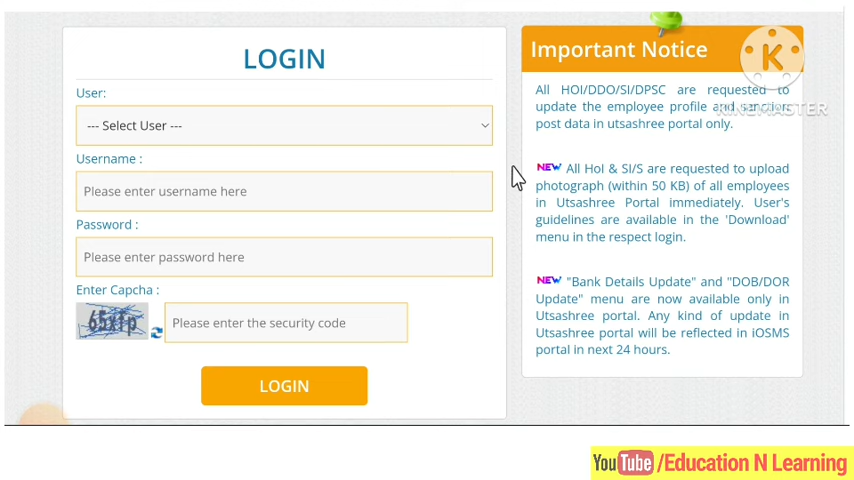 LOGIN
User:
--- Select User ---
Username :
Please enter username here
Password :
Please enter password here
Enter Capcha :
65xfp
Please enter the security code
LOGIN
Important Notice
All HOI/DDO/SI/DPSC are requested to
update the employee profile and sanction
post data in utsashree portal only.
NEW All HoI & SI/S are requested to upload
photograph (within 50 KB) of all employees
in Utsashree Portal immediately. User's
guidelines are available in the 'Download'
menu in the respect login.
NEW "Bank Details Update" and "DOB/DOR
Update" menu are now available only in
Utsashree portal. Any kind of update in
Utsashree portal will be reflected in iOSMS
portal in next 24 hours.
K
KINEMASTER
YouTube/Education N Learning